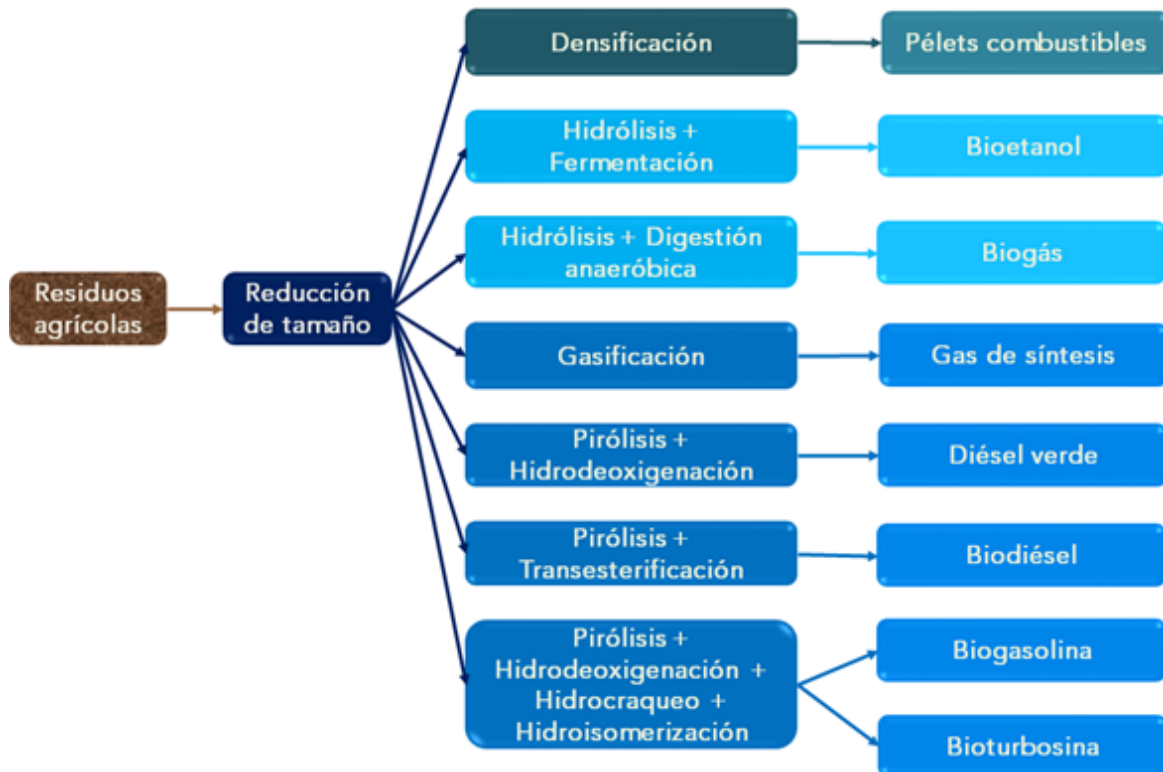 Densificación
Pélets combustibles
Hidrólisis +
Fermentación
Bioetanol
Hidrólisis + Digestión
anaeróbica
Biogás
Residuos
agrícolas
Reducción
de tamaño
Gasificación
Gas de síntesis
Pirólisis +
Hidrodeoxigenación
Diésel verde
Pirólisis +
Transesterificación
Biodiésel
Pirólisis +
Hidrodeoxigenación +
Hidrocraqueo +
Hidroisomerización
Biogasolina
Bioturbosina